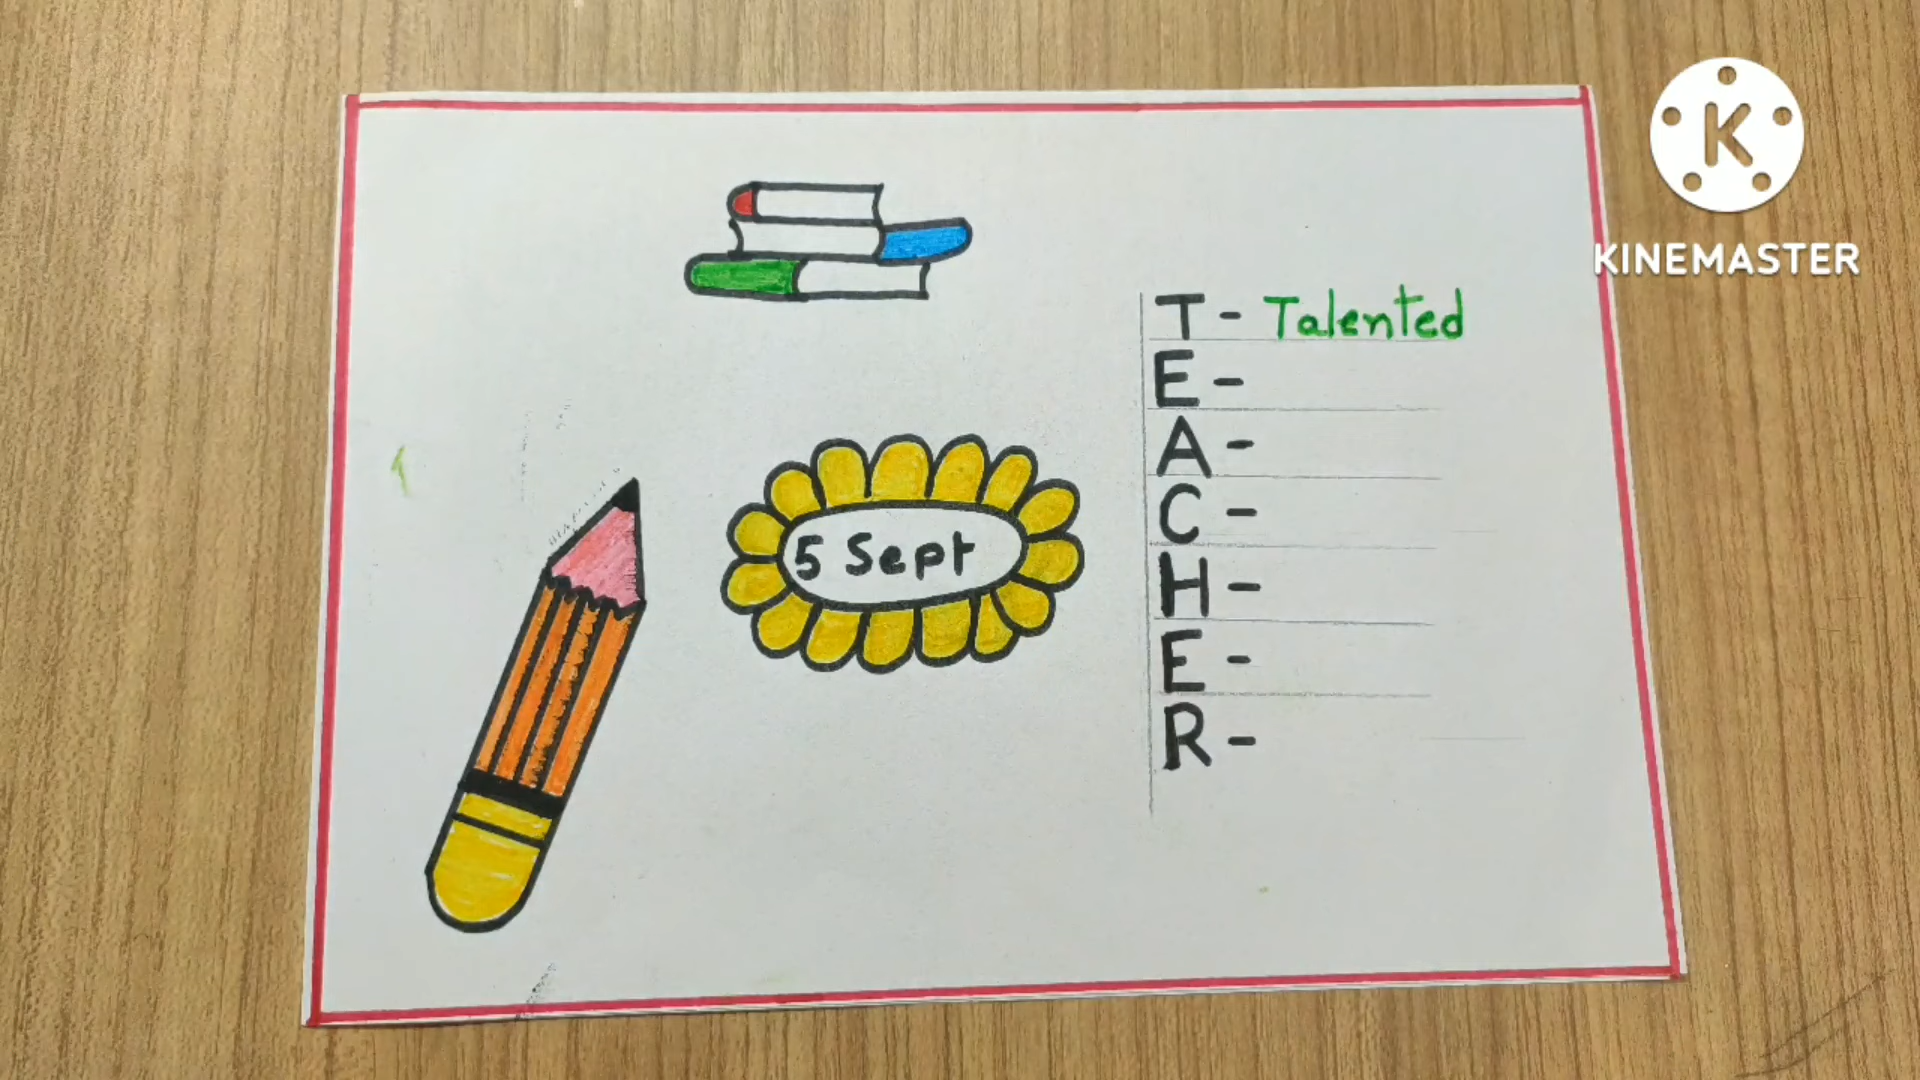 K
KINEMASTER
T - Talented
E -
A -
C -
H -
E -
R -
5 Sept